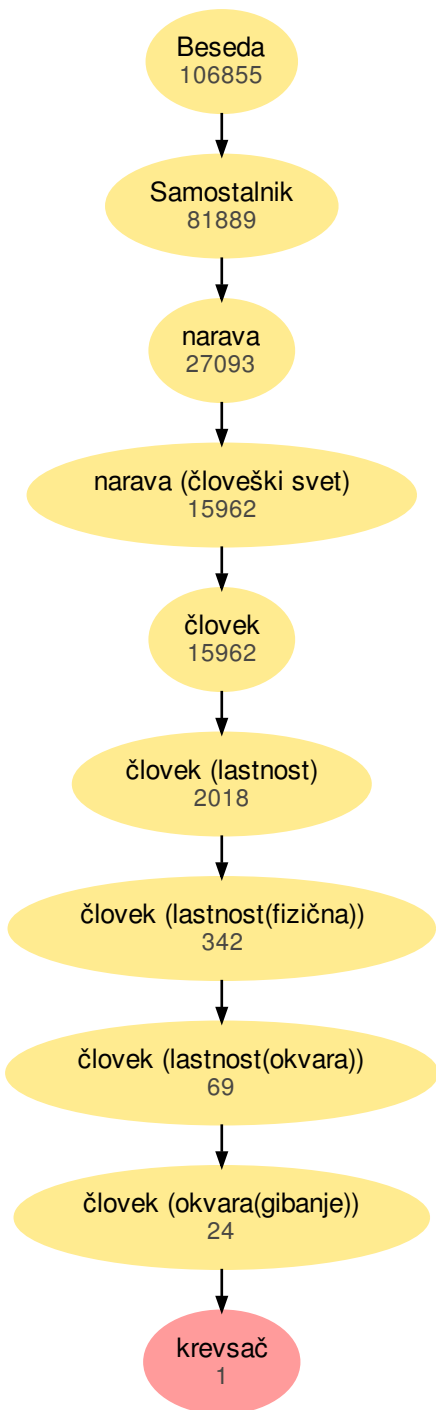 Beseda
106855
Samostalnik
81889
narava
27093
narava (človeški svet)
15962
človek
15962
človek (lastnost)
2018
človek (lastnost(fizična))
342
človek (lastnost(okvara))
69
človek (okvara(gibanje))
24
krevsač
1